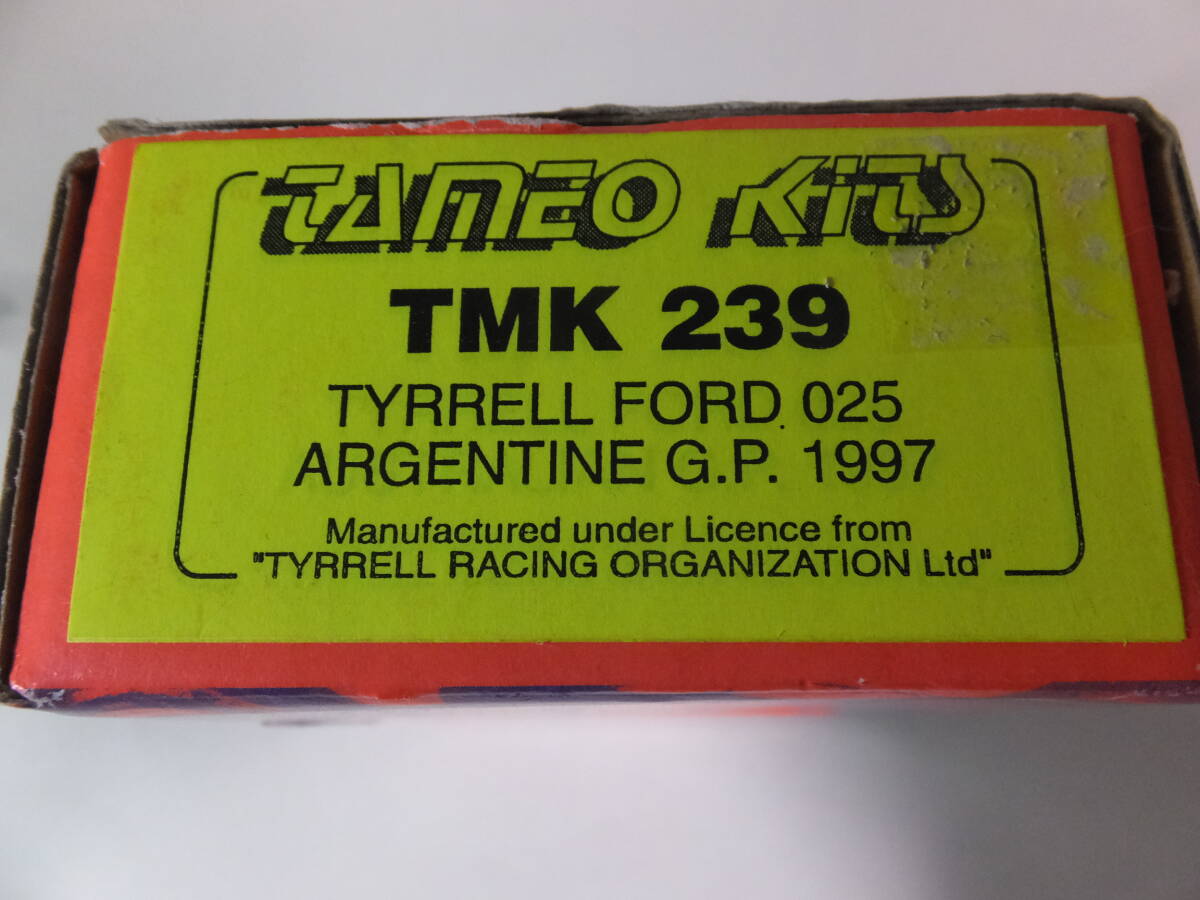 TAMEO KITS
TMK 239
TYRRELL FORD 025
ARGENTINE G.P. 1997
Manufactured under Licence from
"TYRRELL RACING ORGANIZATION Ltd"